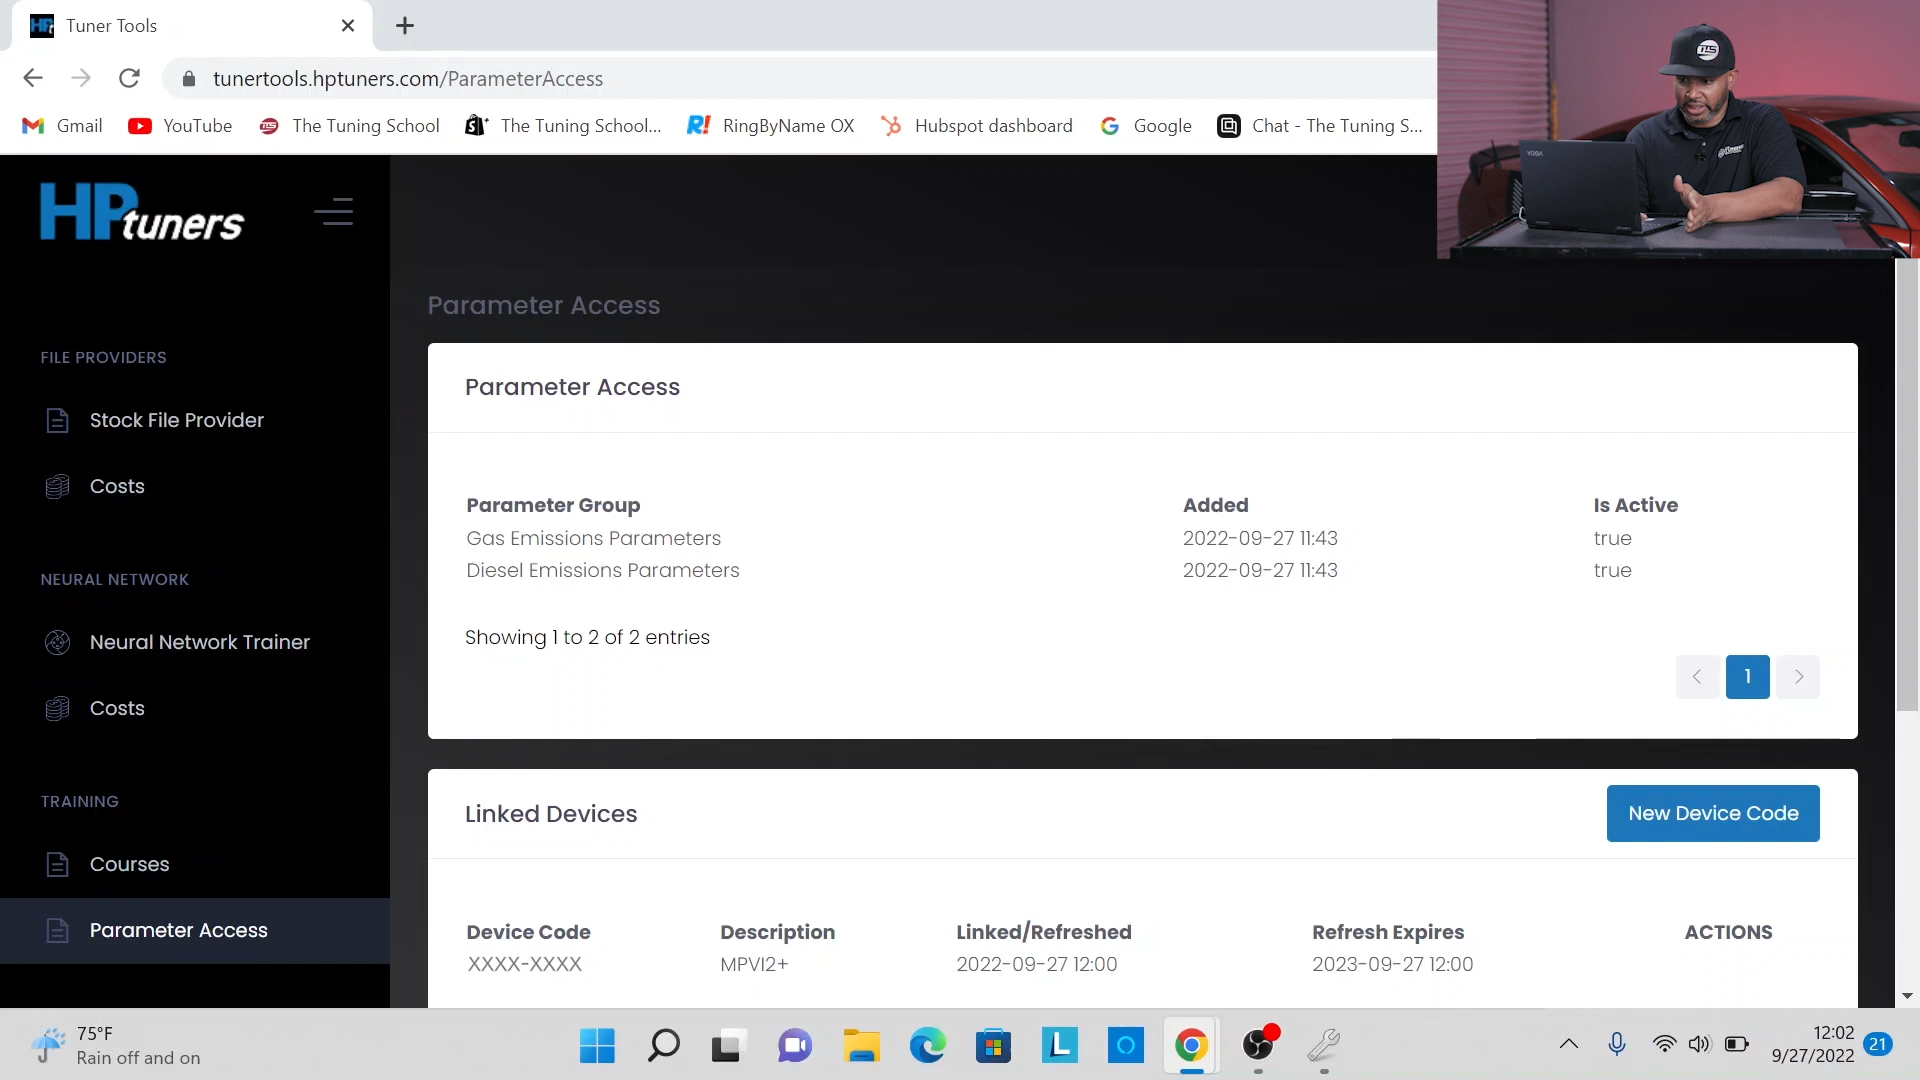 Tuner Tools
tunertools.hptuners.com/ParameterAccess
Gmail YouTube The Tuning School The Tuning School... RingByName OX Hubspot dashboard Google Chat - The Tuning S...
HPtuners
FILE PROVIDERS
Stock File Provider
Costs
NEURAL NETWORK
Neural Network Trainer
Costs
TRAINING
Courses
Parameter Access
Parameter Access
Parameter Access
Parameter Group Added Is Active
Gas Emissions Parameters 2022-09-27 11:43 true
Diesel Emissions Parameters 2022-09-27 11:43 true
Showing 1 to 2 of 2 entries
1
Linked Devices New Device Code
Device Code Description Linked/Refreshed Refresh Expires ACTIONS
XXXX-XXXX MPVI2+ 2022-09-27 12:00 2023-09-27 12:00
YOGA
75°F
Rain off and on
12:02
9/27/2022
21